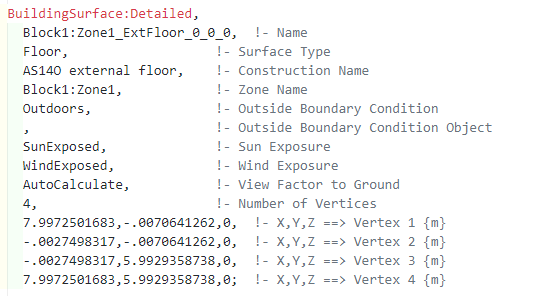 BuildingSurface:Detailed,
Block1:Zone1_ExtFloor_0_0_0,  !- Name
Floor,                   !- Surface Type
AS140 external floor,    !- Construction Name
Block1:Zone1,            !- Zone Name
Outdoors,                !- Outside Boundary Condition
,                        !- Outside Boundary Condition Object
SunExposed,              !- Sun Exposure
WindExposed,             !- Wind Exposure
AutoCalculate,           !- View Factor to Ground
4,                       !- Number of Vertices
7.9972501683,-.0070641262,0,  !- X,Y,Z ==> Vertex 1 {m}
-.0027498317,-.0070641262,0,  !- X,Y,Z ==> Vertex 2 {m}
-.0027498317,5.9929358738,0,  !- X,Y,Z ==> Vertex 3 {m}
7.9972501683,5.9929358738,0;  !- X,Y,Z ==> Vertex 4 {m}